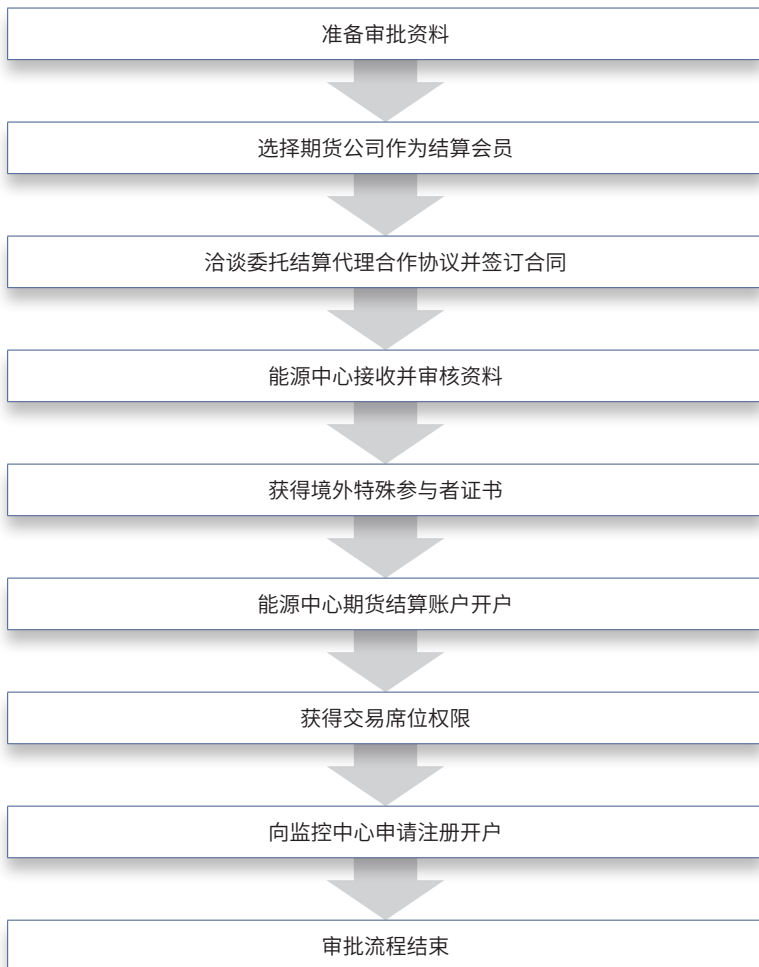 准备审批资料
选择期货公司作为结算会员
洽谈委托结算代理合作协议并签订合同
能源中心接收并审核资料
获得境外特殊参与者证书
能源中心期货结算账户开户
获得交易席位权限
向监控中心申请注册开户
审批流程结束